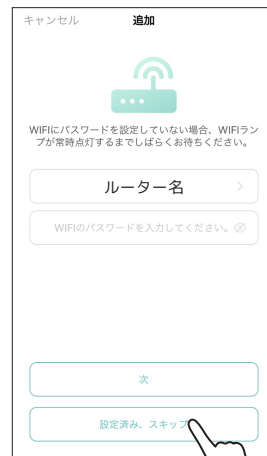 キャンセル 追加
WIFIにパスワードを設定していない場合、WIFIラン
プが常時点灯するまでしばらくお待ちください。
ルーター名
WIFIのパスワードを入力してください。
次
設定済み、スキップ